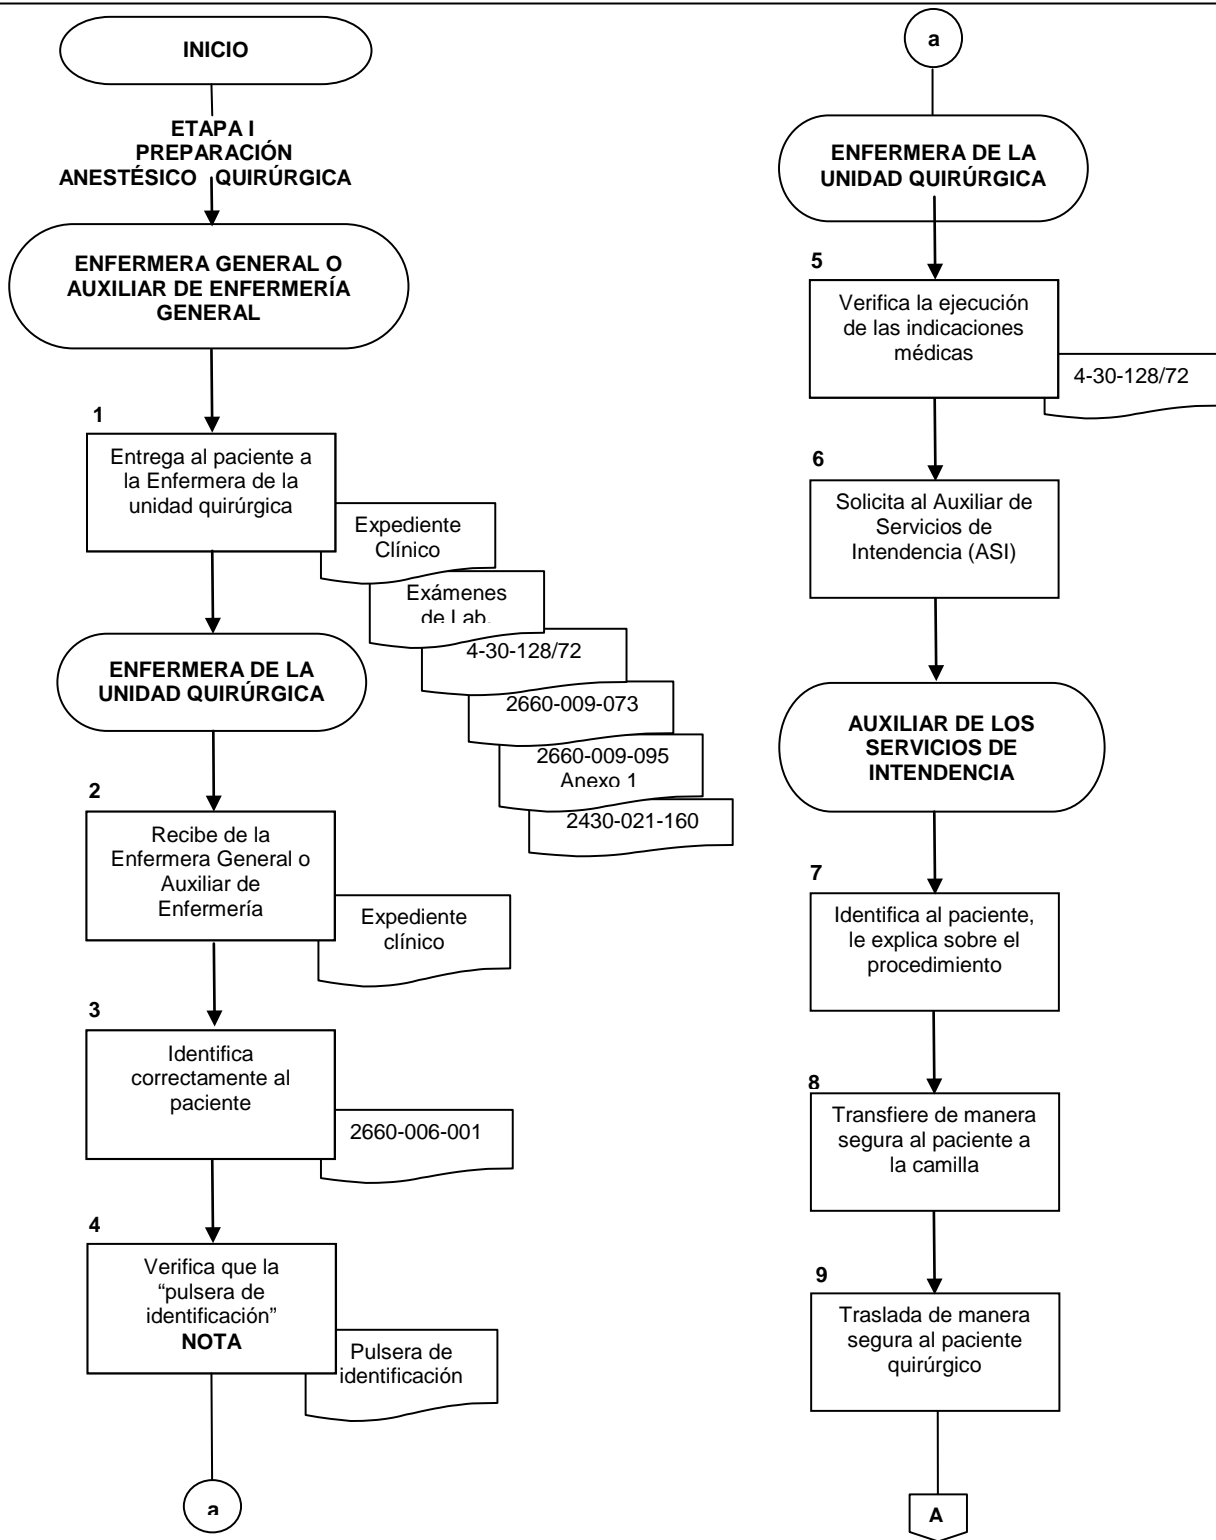 INICIO
ETAPA I
PREPARACIÓN
ANESTÉSICO QUIRÚRGICA
ENFERMERA GENERAL O
AUXILIAR DE ENFERMERÍA
GENERAL
1
Entrega al paciente a
la Enfermera de la
unidad quirúrgica
Expediente
Clínico
Exámenes
de Lab.
4-30-128/72
2660-009-073
2660-009-095
Anexo 1
2430-021-160
ENFERMERA DE LA
UNIDAD QUIRÚRGICA
2
Recibe de la
Enfermera General o
Auxiliar de
Enfermería
Expediente
clínico
3
Identifica
correctamente al
paciente
2660-006-001
4
Verifica que la
“pulsera de
identificación”
NOTA
Pulsera de
identificación
a
a
ENFERMERA DE LA
UNIDAD QUIRÚRGICA
5
Verifica la ejecución
de las indicaciones
médicas
4-30-128/72
6
Solicita al Auxiliar de
Servicios de
Intendencia (ASI)
AUXILIAR DE LOS
SERVICIOS DE
INTENDENCIA
7
Identifica al paciente,
le explica sobre el
procedimiento
8
Transfiere de manera
segura al paciente a
la camilla
9
Traslada de manera
segura al paciente
quirúrgico
A